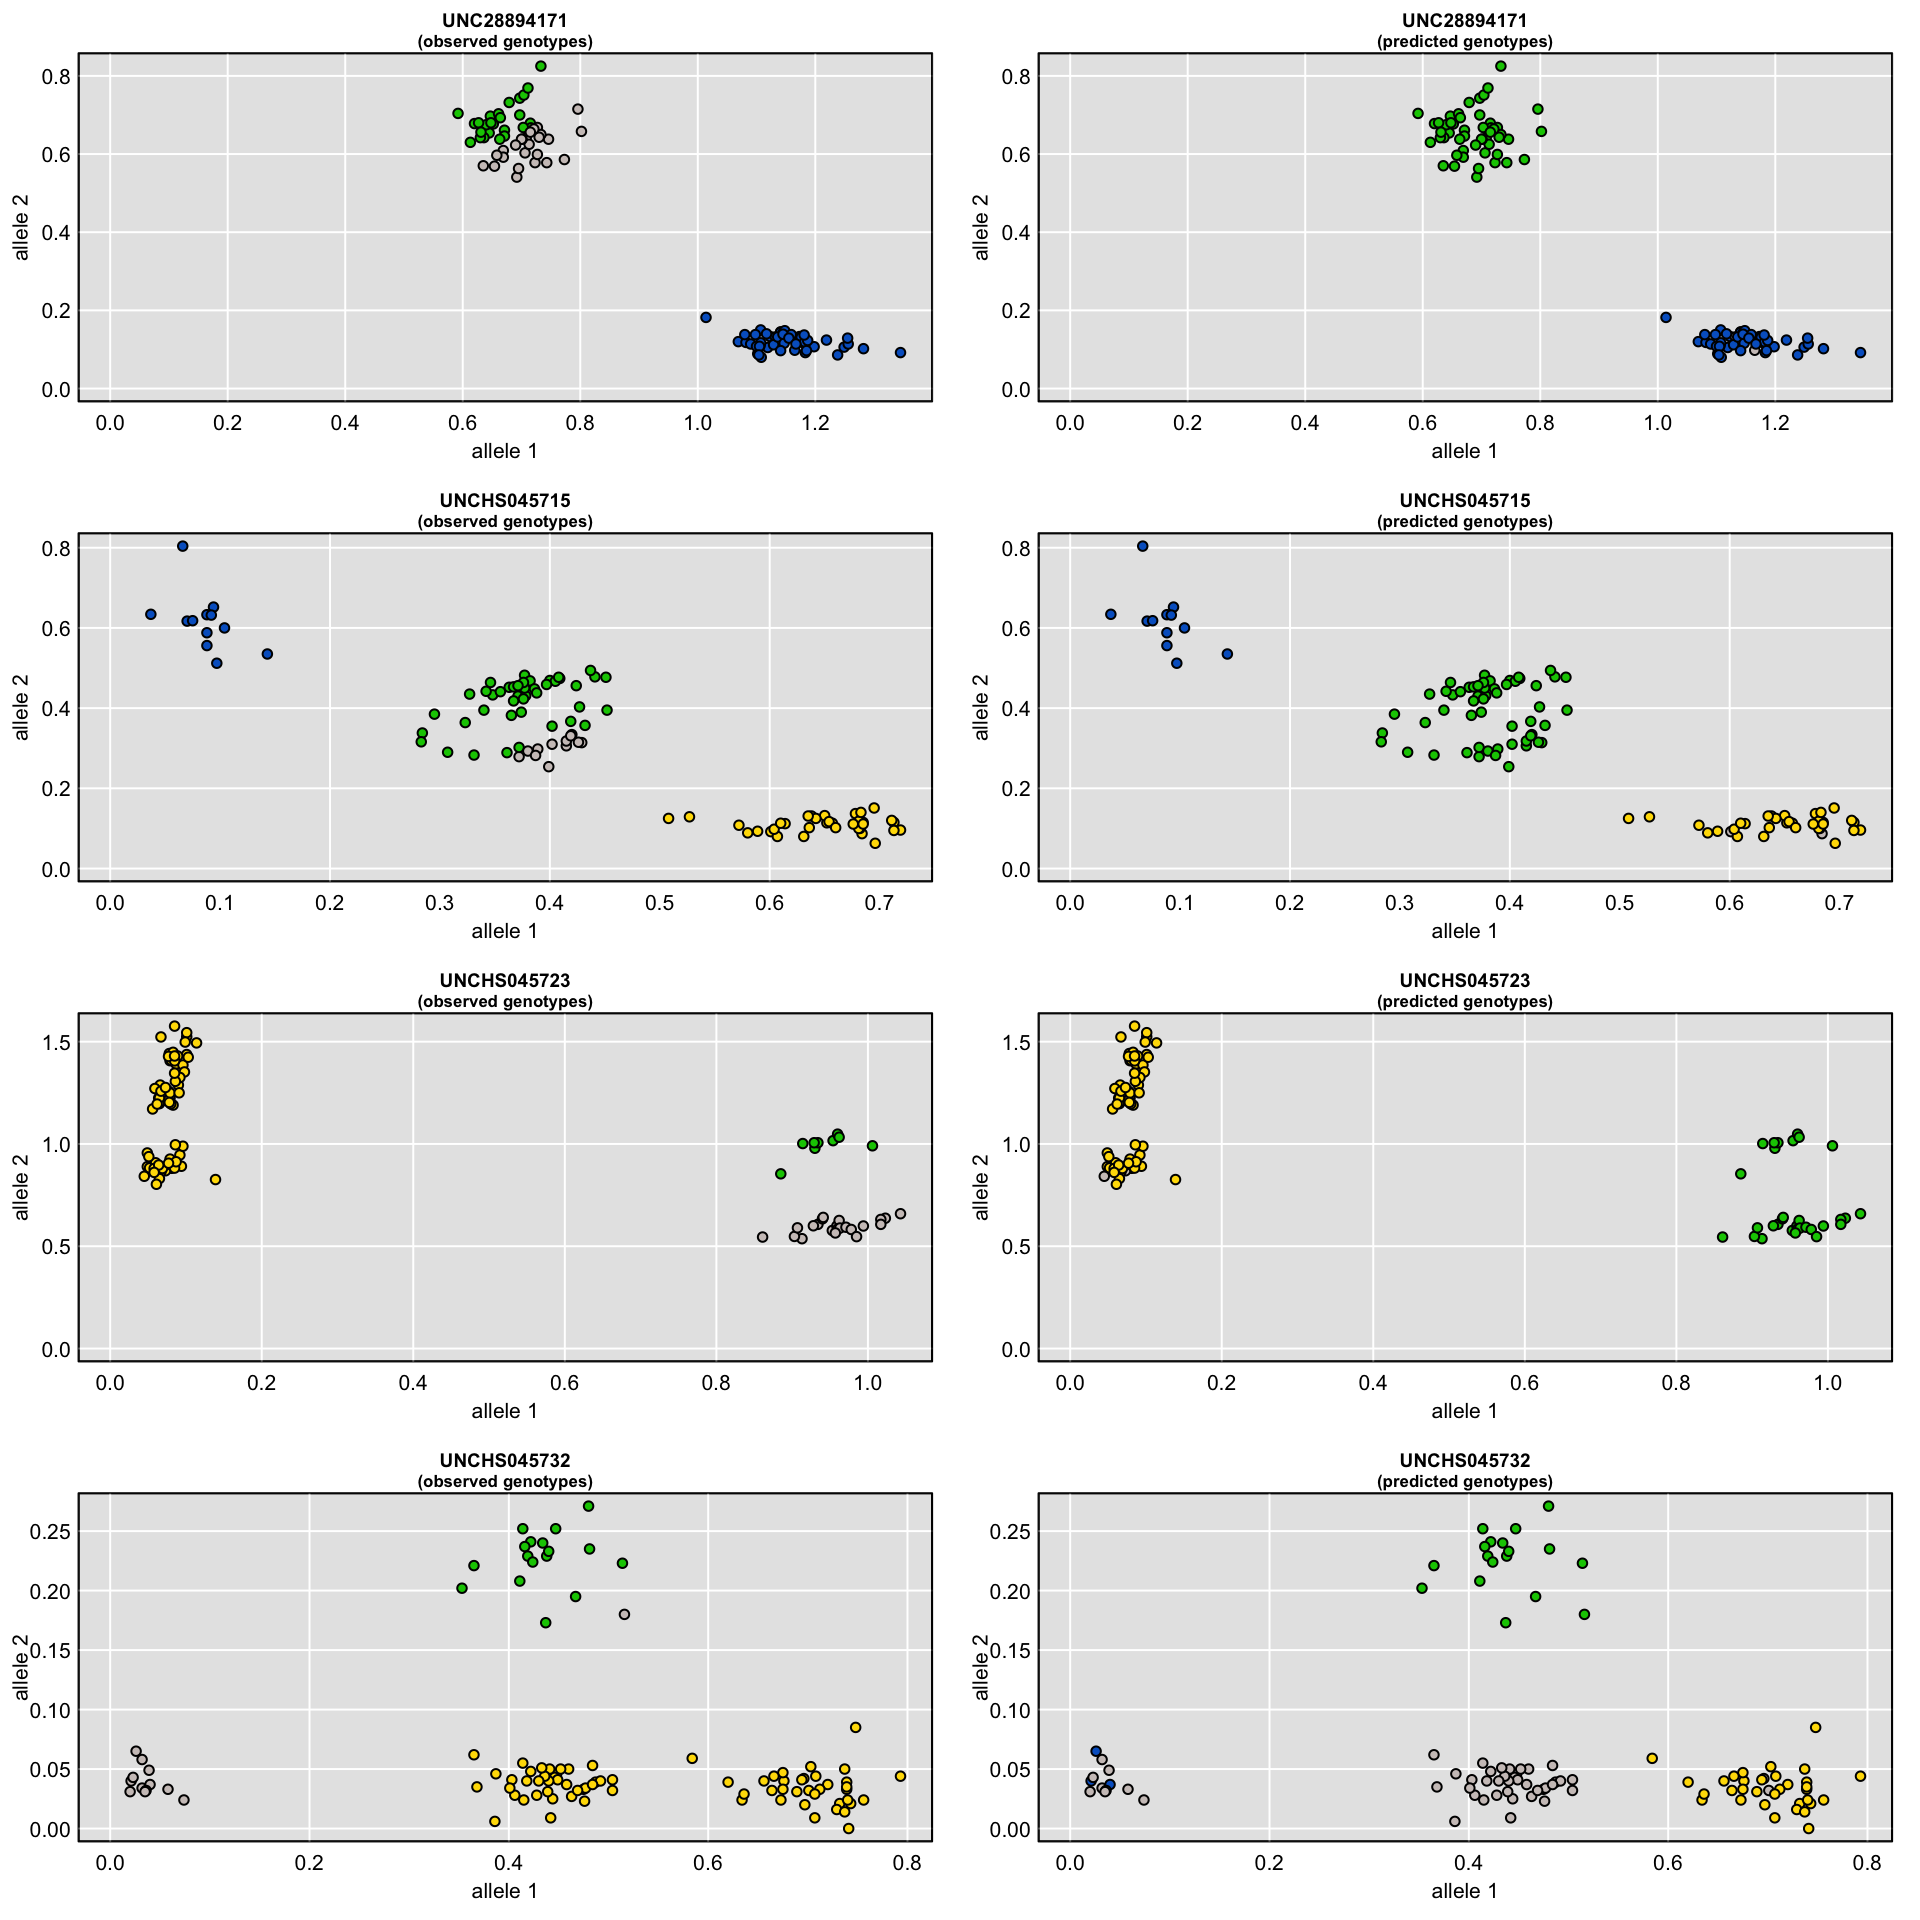 UNC28894171
(observed genotypes)
0.8
0.6
0.4
0.2
0.0
allele 2
0.0 0.2 0.4 0.6 0.8 1.0 1.2
allele 1
UNC28894171
(predicted genotypes)
0.8
0.6
0.4
0.2
0.0
allele 2
0.0 0.2 0.4 0.6 0.8 1.0 1.2
allele 1
UNCHS045715
(observed genotypes)
0.8
0.6
0.4
0.2
0.0
allele 2
0.0 0.1 0.2 0.3 0.4 0.5 0.6 0.7
allele 1
UNCHS045715
(predicted genotypes)
0.8
0.6
0.4
0.2
0.0
allele 2
0.0 0.1 0.2 0.3 0.4 0.5 0.6 0.7
allele 1
UNCHS045723
(observed genotypes)
1.5
1.0
0.5
0.0
allele 2
0.0 0.2 0.4 0.6 0.8 1.0
allele 1
UNCHS045723
(predicted genotypes)
1.5
1.0
0.5
0.0
allele 2
0.0 0.2 0.4 0.6 0.8 1.0
allele 1
UNCHS045732
(observed genotypes)
0.25
0.20
0.15
0.10
0.05
0.00
allele 2
0.0 0.2 0.4 0.6 0.8
allele 1
UNCHS045732
(predicted genotypes)
0.25
0.20
0.15
0.10
0.05
0.00
allele 2
0.0 0.2 0.4 0.6 0.8
allele 1